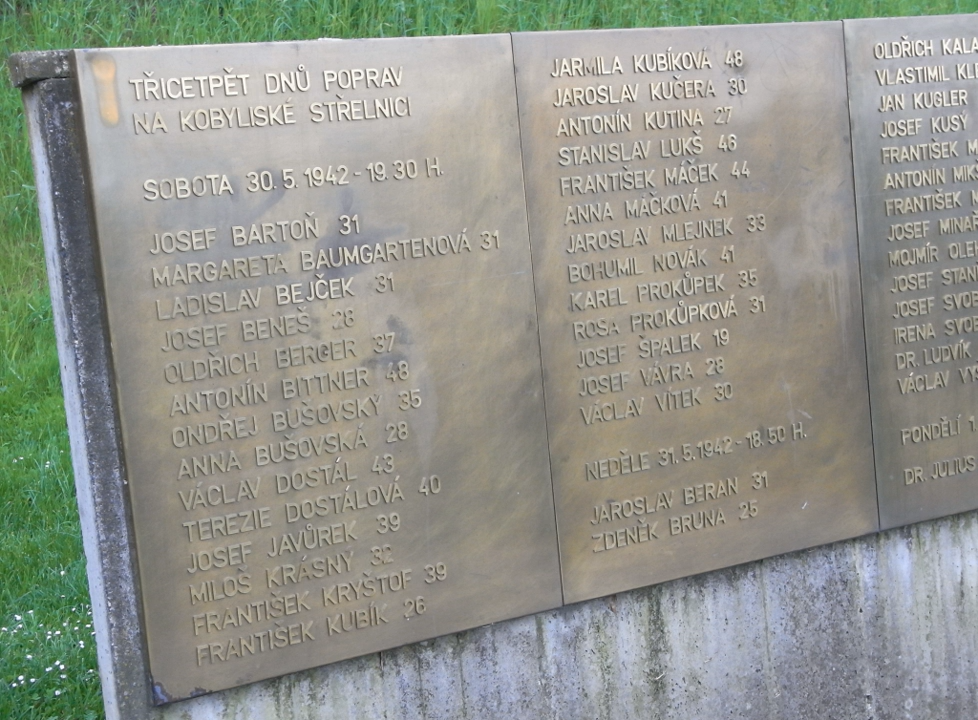 TŘICETPĚT DNŮ POPRAV
NA KOBYLISKÉ STŘELNICI
SOBOTA 30. 5. 1942 - 19.30 H.
JOSEF BARTOŇ 31
MARGARETA BAUMGARTENOVÁ 31
LADISLAV BEJČEK 31
JOSEF BENEŠ 28
OLDŘICH BERGER 37
ANTONÍN BITTNER 48
ONDŘEJ BUŠOVSKÝ 35
ANNA BUŠOVSKÁ 28
VÁCLAV DOSTÁL 43
TEREZIE DOSTÁLOVÁ 40
JOSEF JAVŮREK 39
MILOŠ KRÁSNÝ 32
FRANTIŠEK KRYŠTOF 39
FRANTIŠEK KUBÍK 26
JARMILA KUBÍKOVÁ 48
JAROSLAV KUČERA 30
ANTONÍN KUTINA 27
STANISLAV LUKŠ 46
FRANTIŠEK MÁČEK 44
ANNA MÁČKOVÁ 41
JAROSLAV MLEJNEK 33
BOHUMIL NOVÁK 41
KAREL PROKŮPEK 35
ROSA PROKŮPKOVÁ 31
JOSEF ŠPALEK 19
JOSEF VÁVRA 28
VÁCLAV VÍTEK 30
NEDĚLE 31. 5. 1942 - 18.50 H.
JAROSLAV BERAN 31
ZDENĚK BRUNA 25
OLDŘICH KALA
VLASTIMIL
JAN KUGLER
JOSEF KUSÝ
FRANTIŠEK
ANTONÍN MIKS
FRANTIŠEK
JOSEF MINA
MOJMÍR
JOSEF
JOSEF
IRENA
DR. LUDVÍK
VÁCLAV
PONDĚLÍ 1.
DR. JULIUS